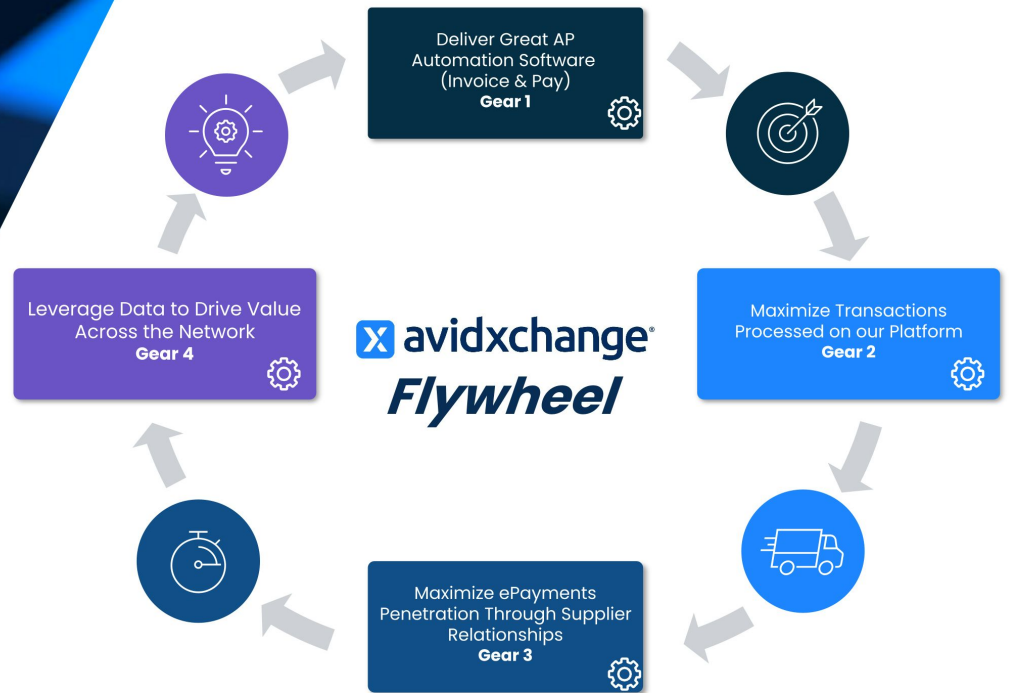 Deliver Great AP
Automation Software
(Invoice & Pay)
Gear 1
Leverage Data to Drive Value
Across the Network
Gear 4
avidxchange®
Flywheel
Maximize Transactions
Processed on our Platform
Gear 2
Maximize ePayments
Penetration Through Supplier
Relationships
Gear 3